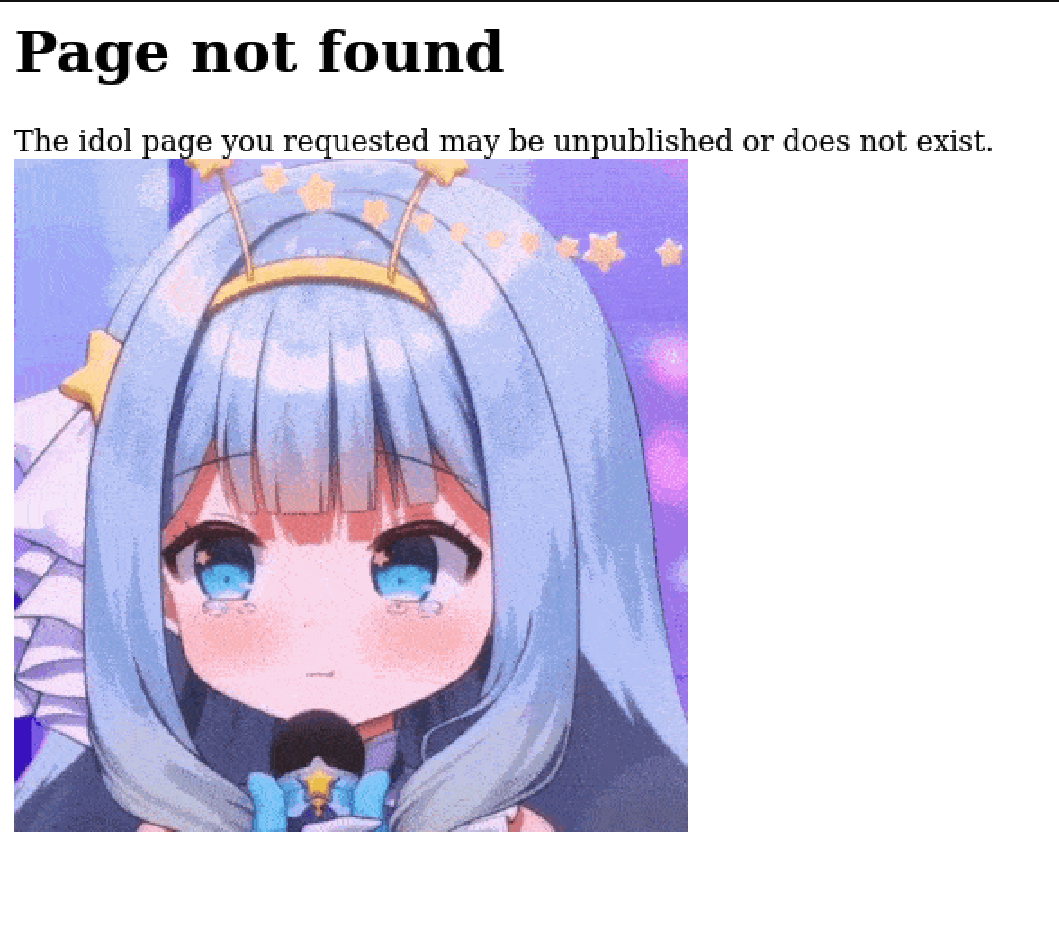 Page not found
The idol page you requested may be unpublished or does not exist.